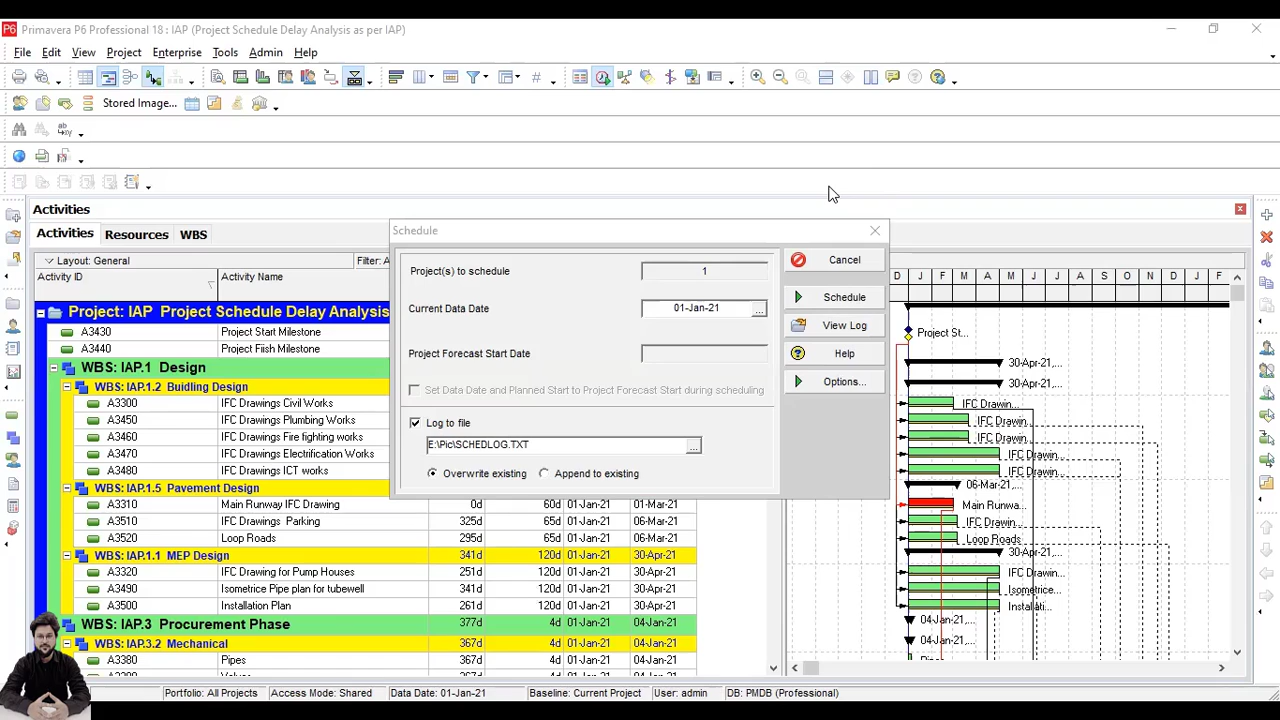 P6 Primavera P6 Professional 18 : IAP (Project Schedule Delay Analysis as per IAP)
File Edit View Project Enterprise Tools Admin Help
Stored Image...
Activities
Activities Resources WBS
Layout: General Filter: A
Activity ID Activity Name
D J F M A M J J A S O N D J F
Project: IAP Project Schedule Delay Analysis
A3430 Project Start Milestone Project St...
A3440 Project Fiish Milestone
WBS: IAP.1 Design 30-Apr-21,...
WBS: IAP.1.2 Buidling Design 30-Apr-21,...
A3300 IFC Drawings Civil Works IFC Drawin...
A3450 IFC Drawings Plumbing Works IFC Drawin...
A3460 IFC Drawings Fire fighting works IFC Drawin...
A3470 IFC Drawings Electrification Works IFC Drawin...
A3480 IFC Drawings ICT works IFC Drawin...
WBS: IAP.1.5 Pavement Design 06-Mar-21,...
A3310 Main Runway IFC Drawing 0d 60d 01-Jan-21 01-Mar-21 Main Runwa...
A3510 IFC Drawings Parking 325d 65d 01-Jan-21 06-Mar-21 IFC Drawin...
A3520 Loop Roads 295d 65d 01-Jan-21 06-Mar-21 Loop Roads
WBS: IAP.1.1 MEP Design 341d 120d 01-Jan-21 30-Apr-21 30-Apr-21,...
A3320 IFC Drawing for Pump Houses 251d 120d 01-Jan-21 30-Apr-21 IFC Drawin...
A3490 Isometrice Pipe plan for tubewell 120d 01-Jan-21 30-Apr-21 Isometrice...
A3500 Installation Plan 261d 120d 01-Jan-21 30-Apr-21 Installati...
WBS: IAP.3 Procurement Phase 377d 4d 01-Jan-21 04-Jan-21 04-Jan-21,...
WBS: IAP.3.2 Mechanical 367d 4d 01-Jan-21 04-Jan-21 04-Jan-21,...
A3380 Pipes 367d 4d 01-Jan-21 04-Jan-21
Schedule
Project(s) to schedule 1 Cancel
Current Data Date 01-Jan-21 ... Schedule
View Log
Project Forecast Start Date Help
Set Data Date and Planned Start to Project Forecast Start during scheduling Options...
Log to file
E:\Pic\SCHEDLOG.TXT ...
Overwrite existing Append to existing
Portfolio: All Projects Access Mode: Shared Data Date: 01-Jan-21 Baseline: Current Project User: admin DB: PMDB (Professional)